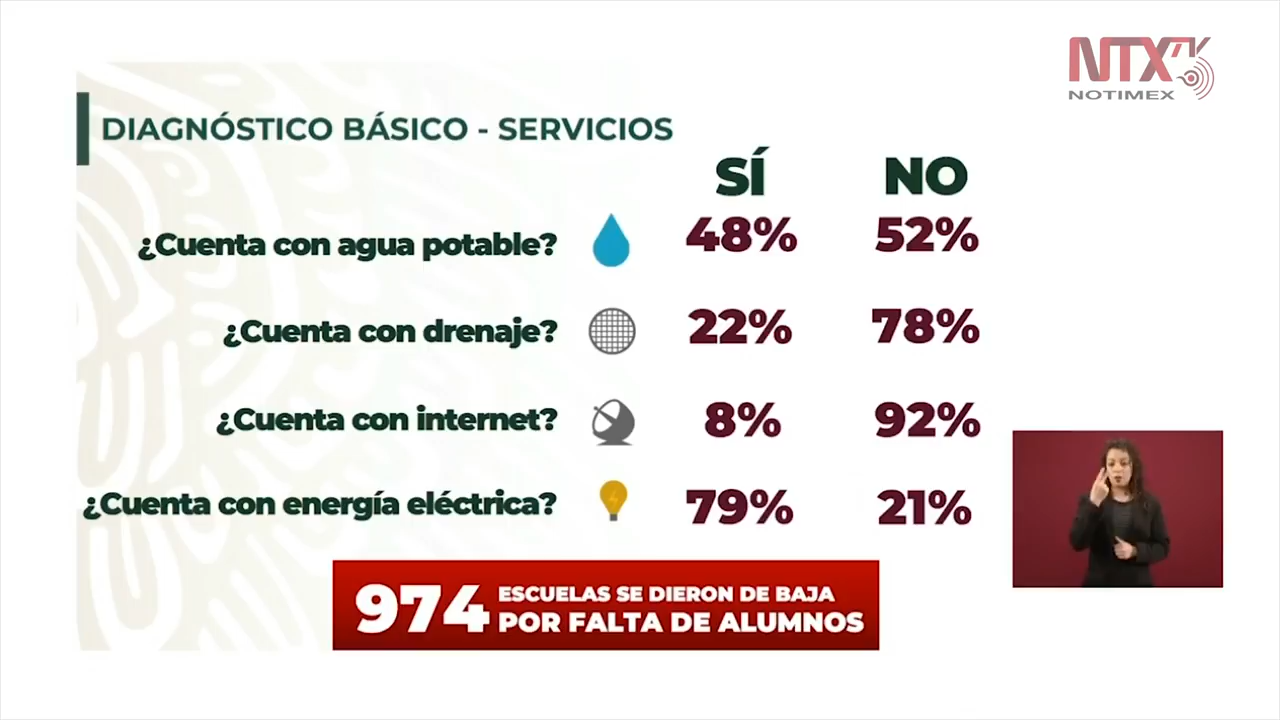 NTX TV
NOTIMEX
DIAGNÓSTICO BÁSICO - SERVICIOS
SÍ NO
¿Cuenta con agua potable? 48% 52%
¿Cuenta con drenaje? 22% 78%
¿Cuenta con internet? 8% 92%
¿Cuenta con energía eléctrica? 79% 21%
974 ESCUELAS SE DIERON DE BAJA
POR FALTA DE ALUMNOS